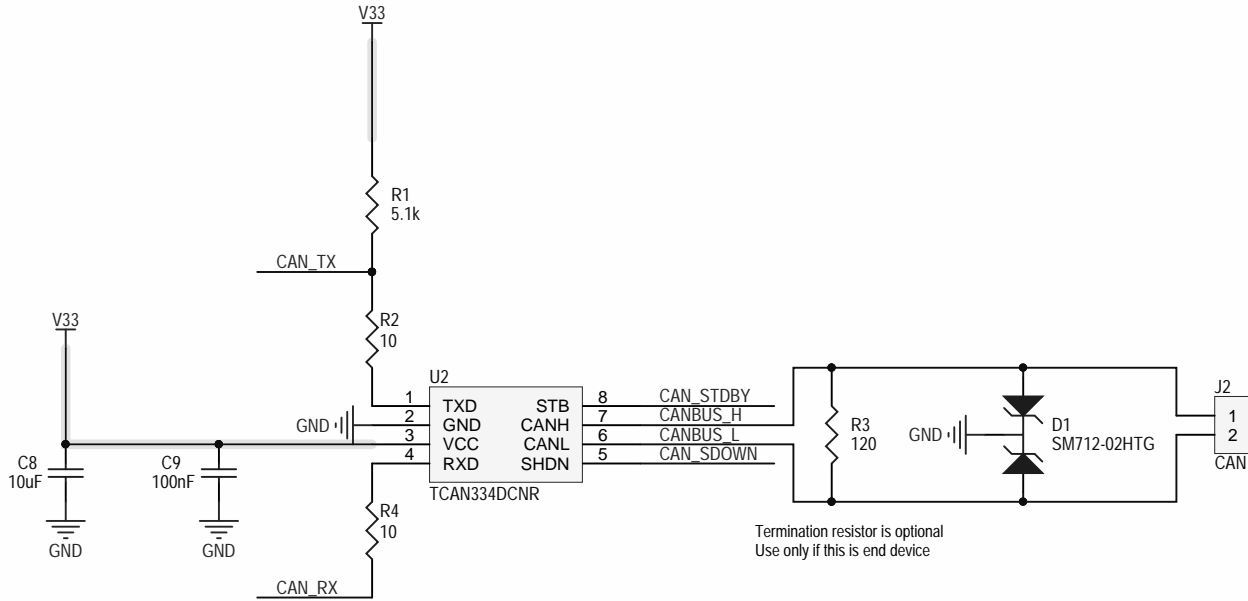 V33
R1
5.1k
CAN_TX
V33
R2
10
U2
1 TXD STB 8 CAN_STDBY
2 GND CANH 7 CANBUS_H
3 VCC CANL 6 CANBUS_L
4 RXD SHDN 5 CAN_SDOWN
GND
TCAN334DCNR
C8
10uF
GND
C9
100nF
GND
R4
10
CAN_RX
R3
120
GND
D1
SM712-02HTG
J2
1
2
CAN
Termination resistor is optional
Use only if this is end device